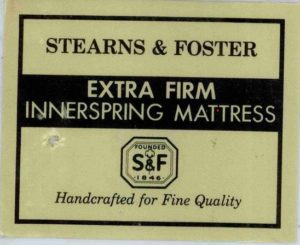 STEARNS & FOSTER
EXTRA FIRM
INNERSPRING MATTRESS
FOUNDED
S&F
1846
Handcrafted for Fine Quality